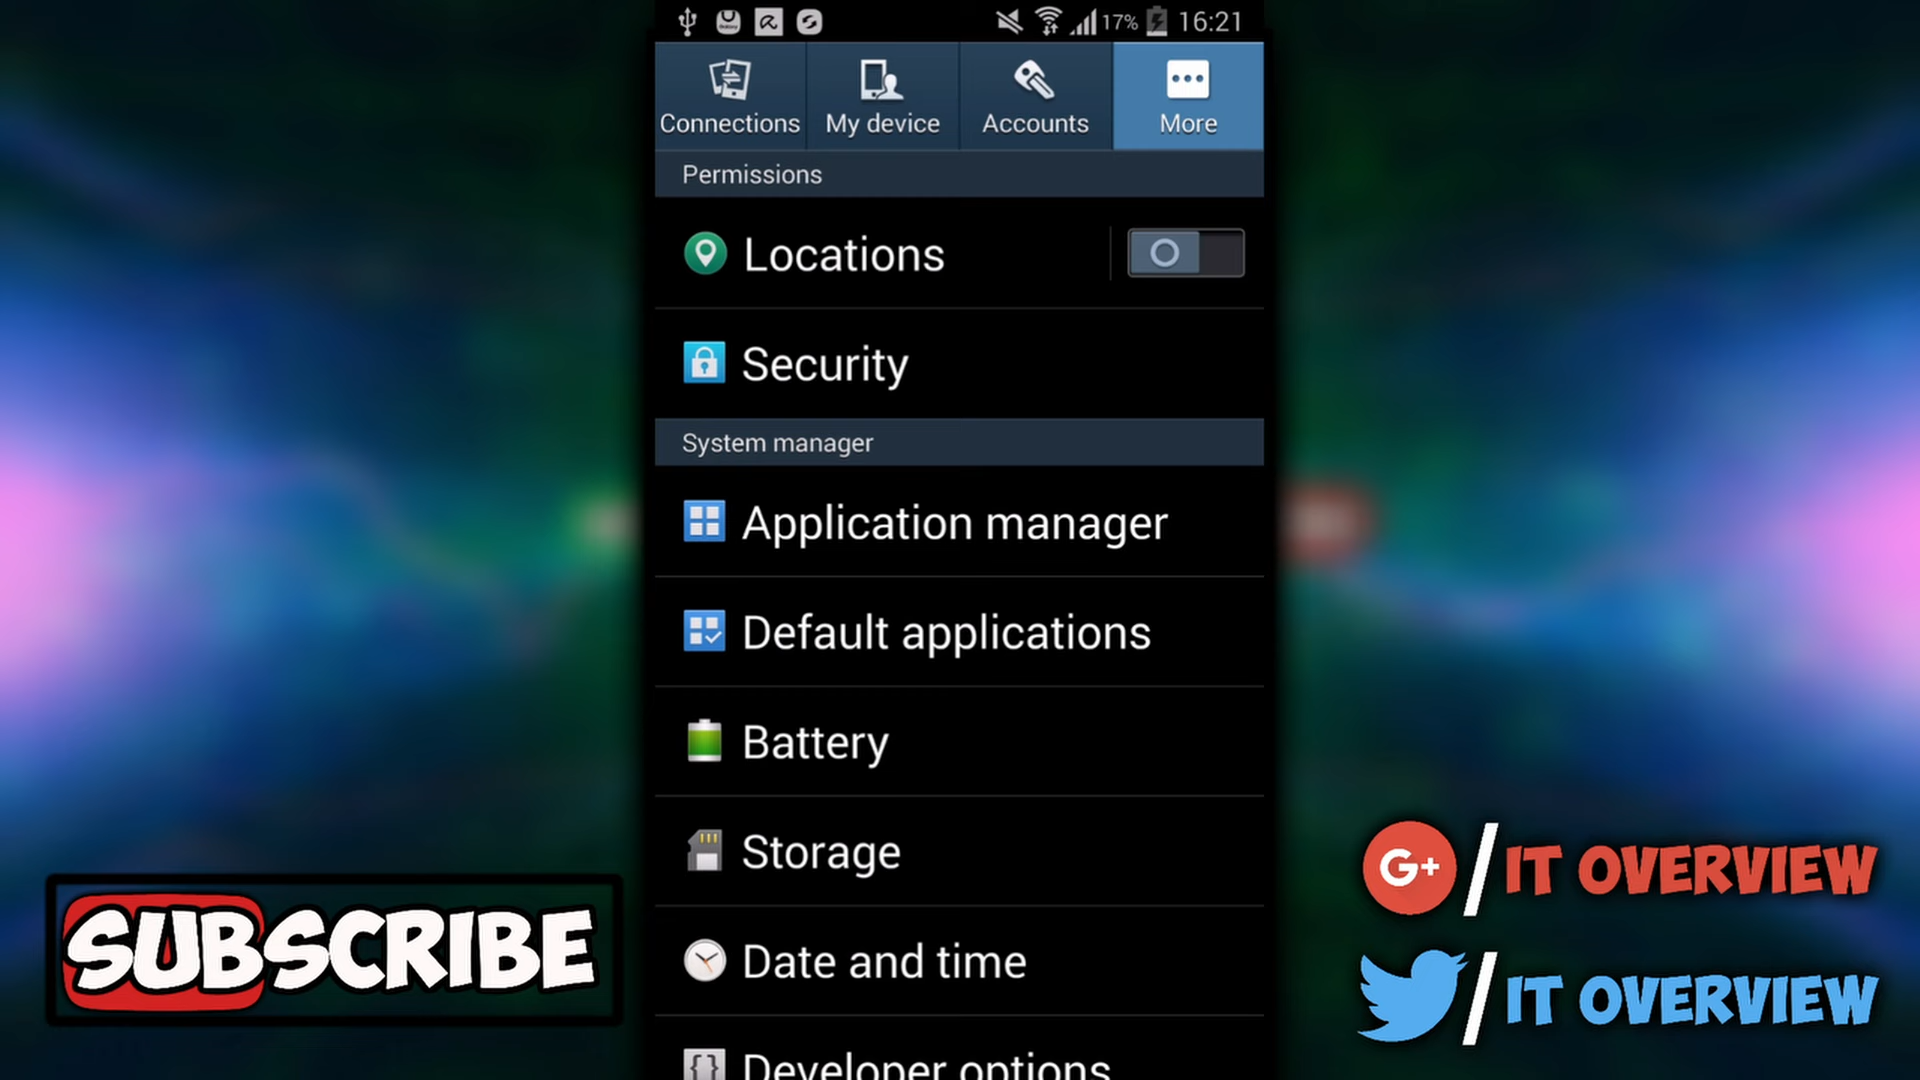 17% 16:21
Connections My device Accounts More
Permissions
Locations
Security
System manager
Application manager
Default applications
Battery
Storage
Date and time
Developer options
SUBSCRIBE
G+ / IT OVERVIEW
/ IT OVERVIEW